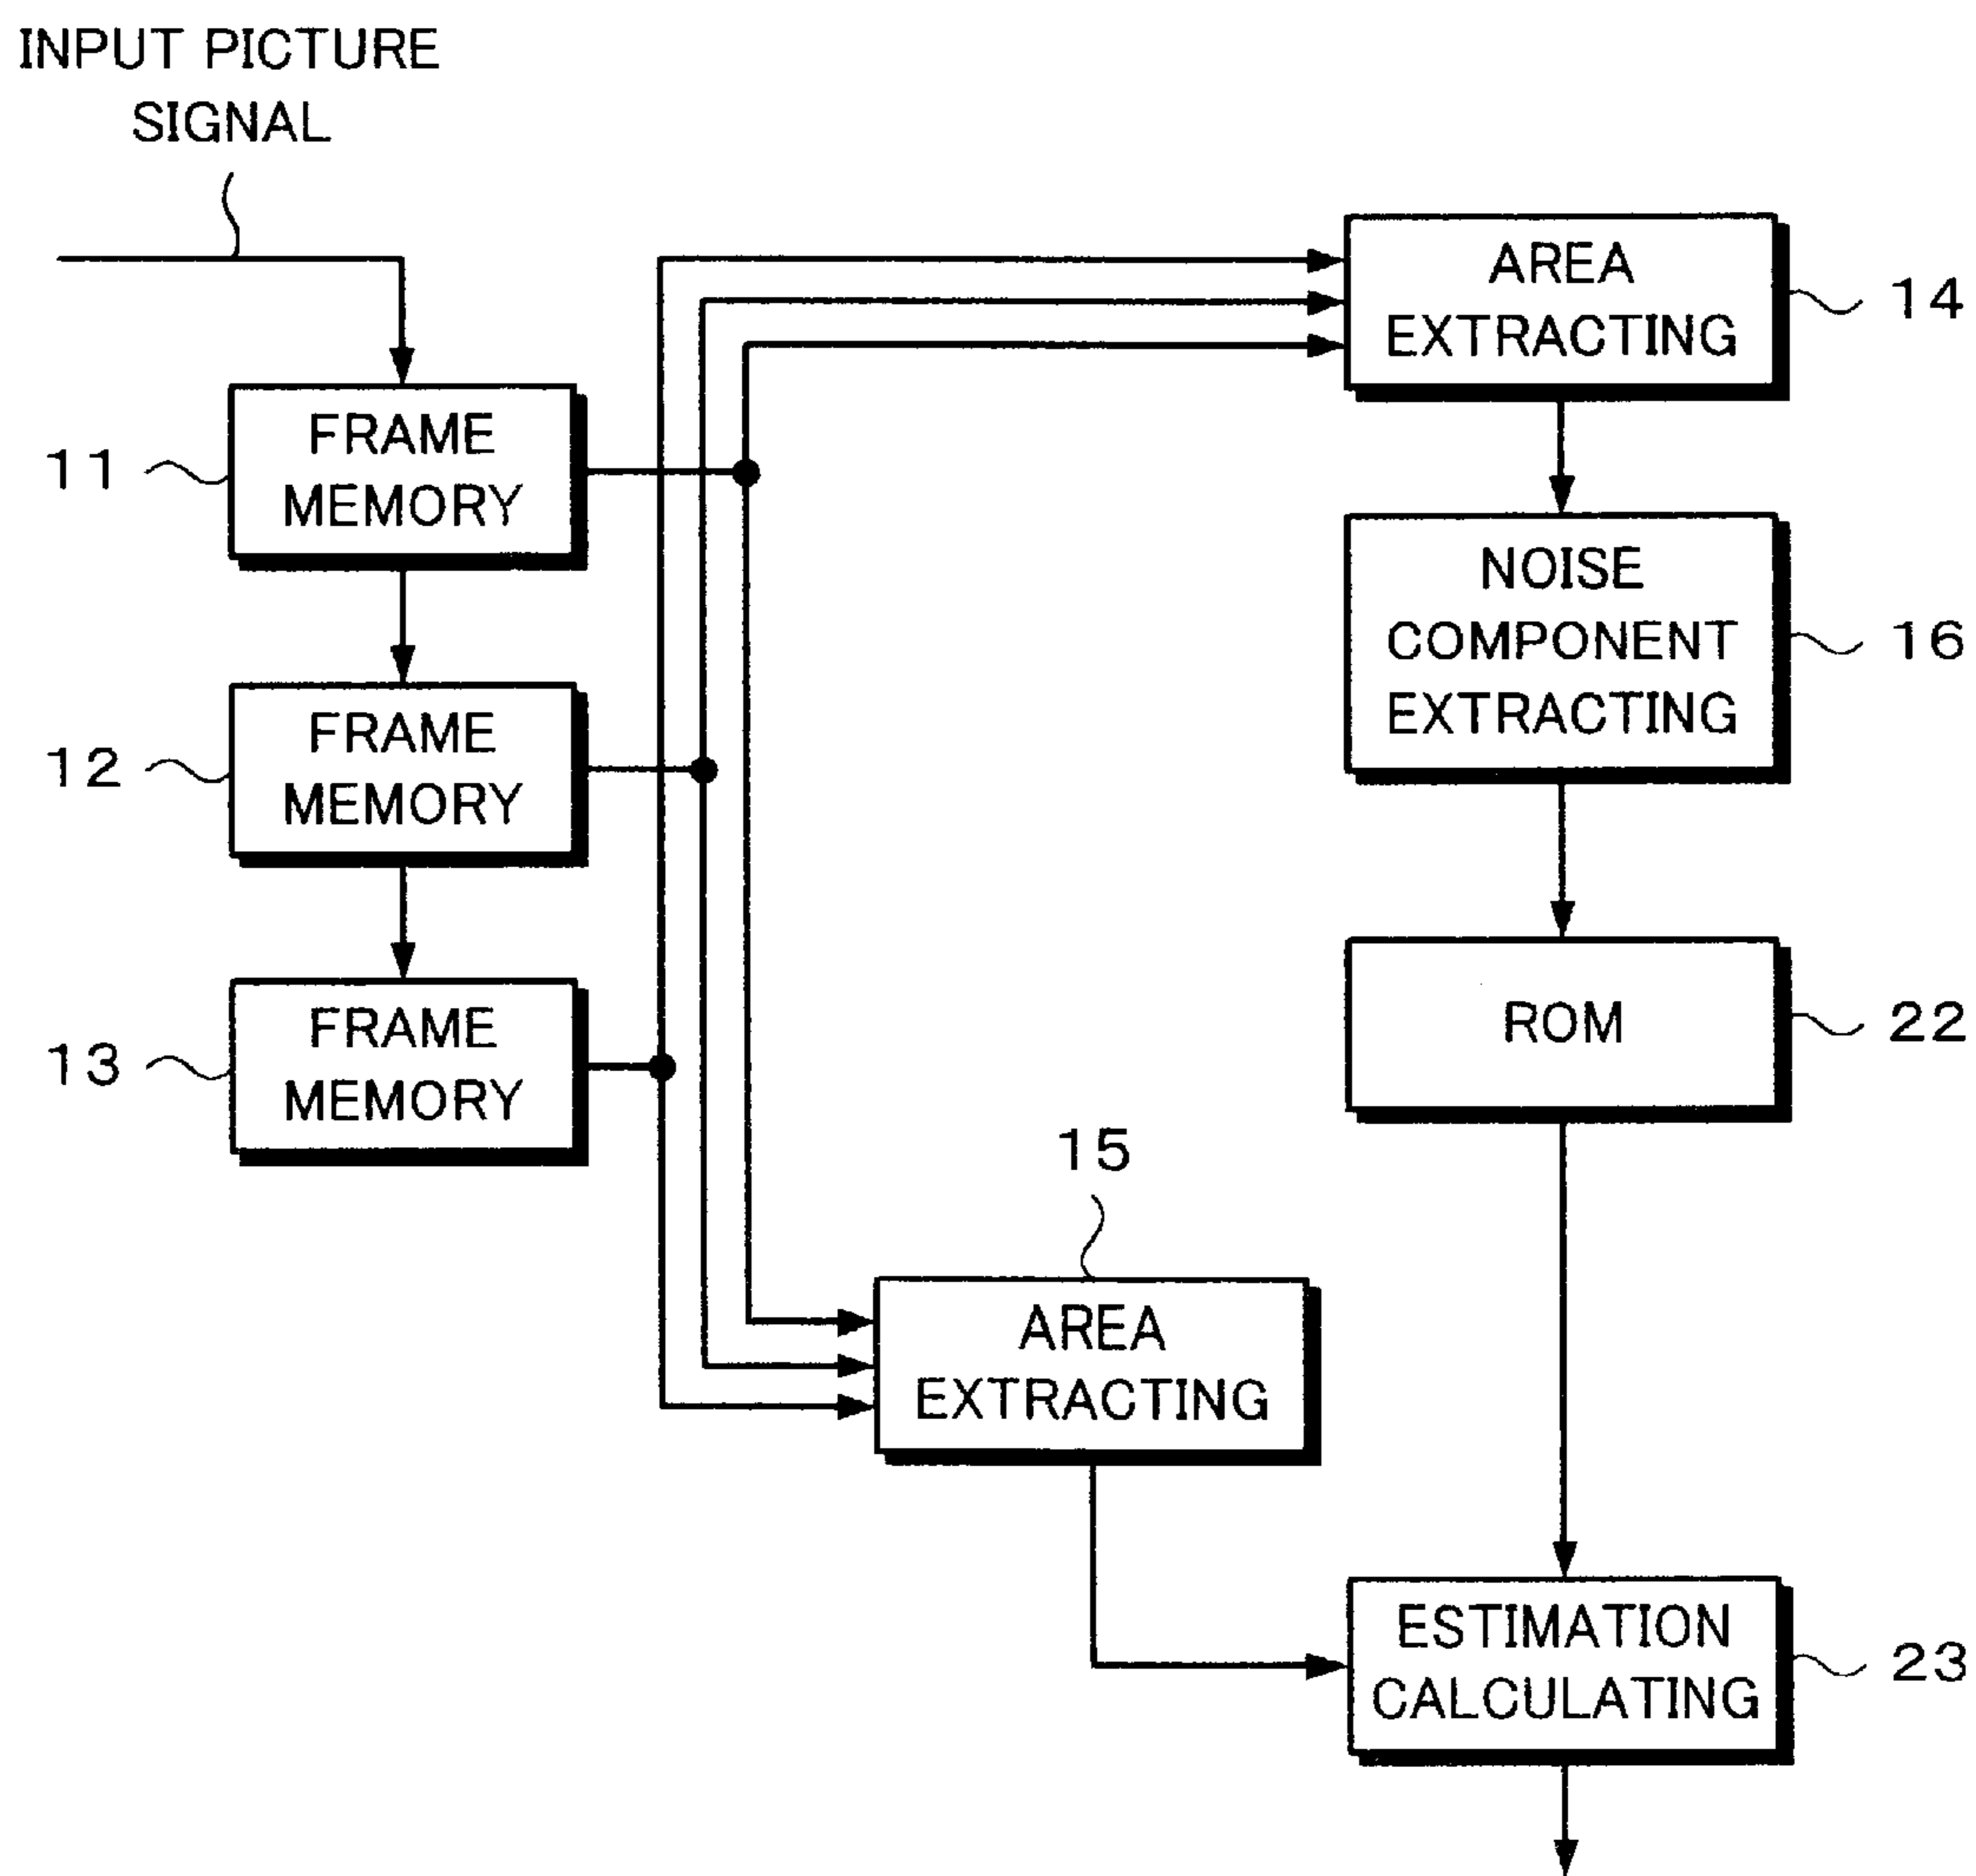 INPUT PICTURE
SIGNAL
AREA
EXTRACTING
14
FRAME
MEMORY
11
NOISE
COMPONENT
EXTRACTING
16
FRAME
MEMORY
12
FRAME
MEMORY
13
ROM
22
15
AREA
EXTRACTING
ESTIMATION
CALCULATING
23